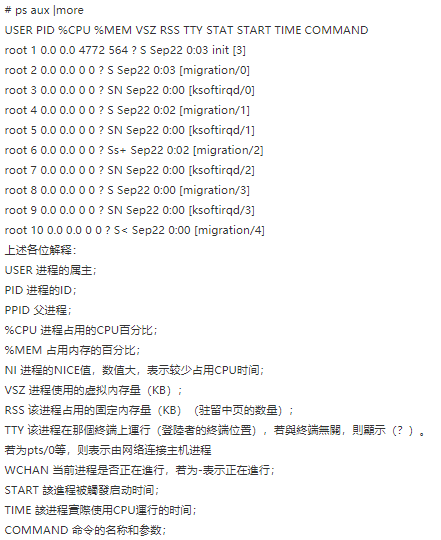 # ps aux |more
USER PID %CPU %MEM VSZ RSS TTY STAT START TIME COMMAND
root 1 0.0 0.0 4772 564 ? S Sep22 0:03 init [3]
root 2 0.0 0.0 0 0 ? S Sep22 0:03 [migration/0]
root 3 0.0 0.0 0 0 ? SN Sep22 0:00 [ksoftirqd/0]
root 4 0.0 0.0 0 0 ? S Sep22 0:02 [migration/1]
root 5 0.0 0.0 0 0 ? SN Sep22 0:00 [ksoftirqd/1]
root 6 0.0 0.0 0 0 ? Ss+ Sep22 0:02 [migration/2]
root 7 0.0 0.0 0 0 ? SN Sep22 0:00 [ksoftirqd/2]
root 8 0.0 0.0 0 0 ? S Sep22 0:00 [migration/3]
root 9 0.0 0.0 0 0 ? SN Sep22 0:00 [ksoftirqd/3]
root 10 0.0 0.0 0 0 ? S< Sep22 0:00 [migration/4]
上述各位解释：
USER 进程的属主；
PID 进程的ID；
PPID 父进程；
%CPU 进程占用的CPU百分比；
%MEM 占用内存的百分比；
NI 进程的NICE值，数值大，表示较少占用CPU时间；
VSZ 进程使用的虚拟内存量（KB）；
RSS 该进程占用的固定内存量（KB）（驻留中页的数量）；
TTY 该进程在那個終端上運行（登陸者的終端位置），若與終端無關，則顯示（？）。
若为pts/0等，则表示由网络连接主机进程
WCHAN 当前进程是否正在進行，若为-表示正在進行；
START 該進程被觸發启动时间；
TIME 該进程實際使用CPU運行的时间；
COMMAND 命令的名称和参数；